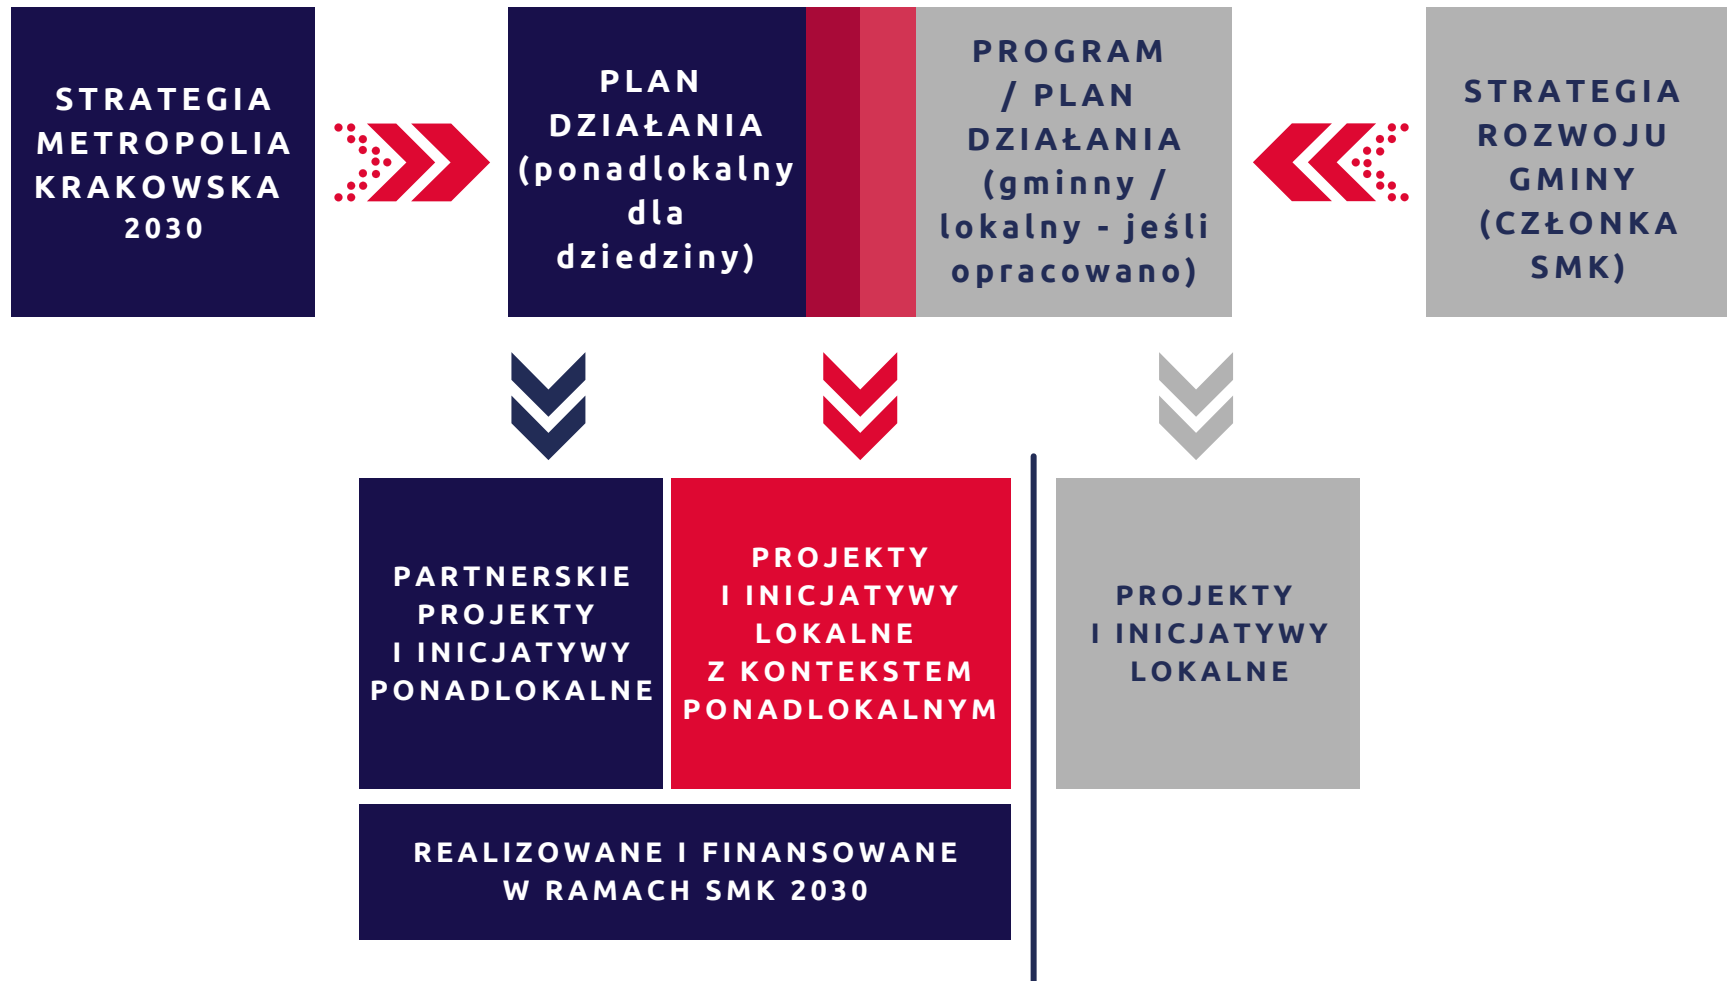 STRATEGIA
METROPOLIA
KRAKOWSKA
2030
PLAN
DZIAŁANIA
(ponadlokalny
dla
dziedziny)
PROGRAM
/ PLAN
DZIAŁANIA
(gminny /
lokalny - jeśli
opracowano)
STRATEGIA
ROZWOJU
GMINY
(CZŁONKA
SMK)
PARTNERSKIE
PROJEKTY
I INICJATYWY
PONADLOKALNE
PROJEKTY
I INICJATYWY
LOKALNE
Z KONTEKSTEM
PONADLOKALNYM
PROJEKTY
I INICJATYWY
LOKALNE
REALIZOWANE I FINANSOWANE
W RAMACH SMK 2030